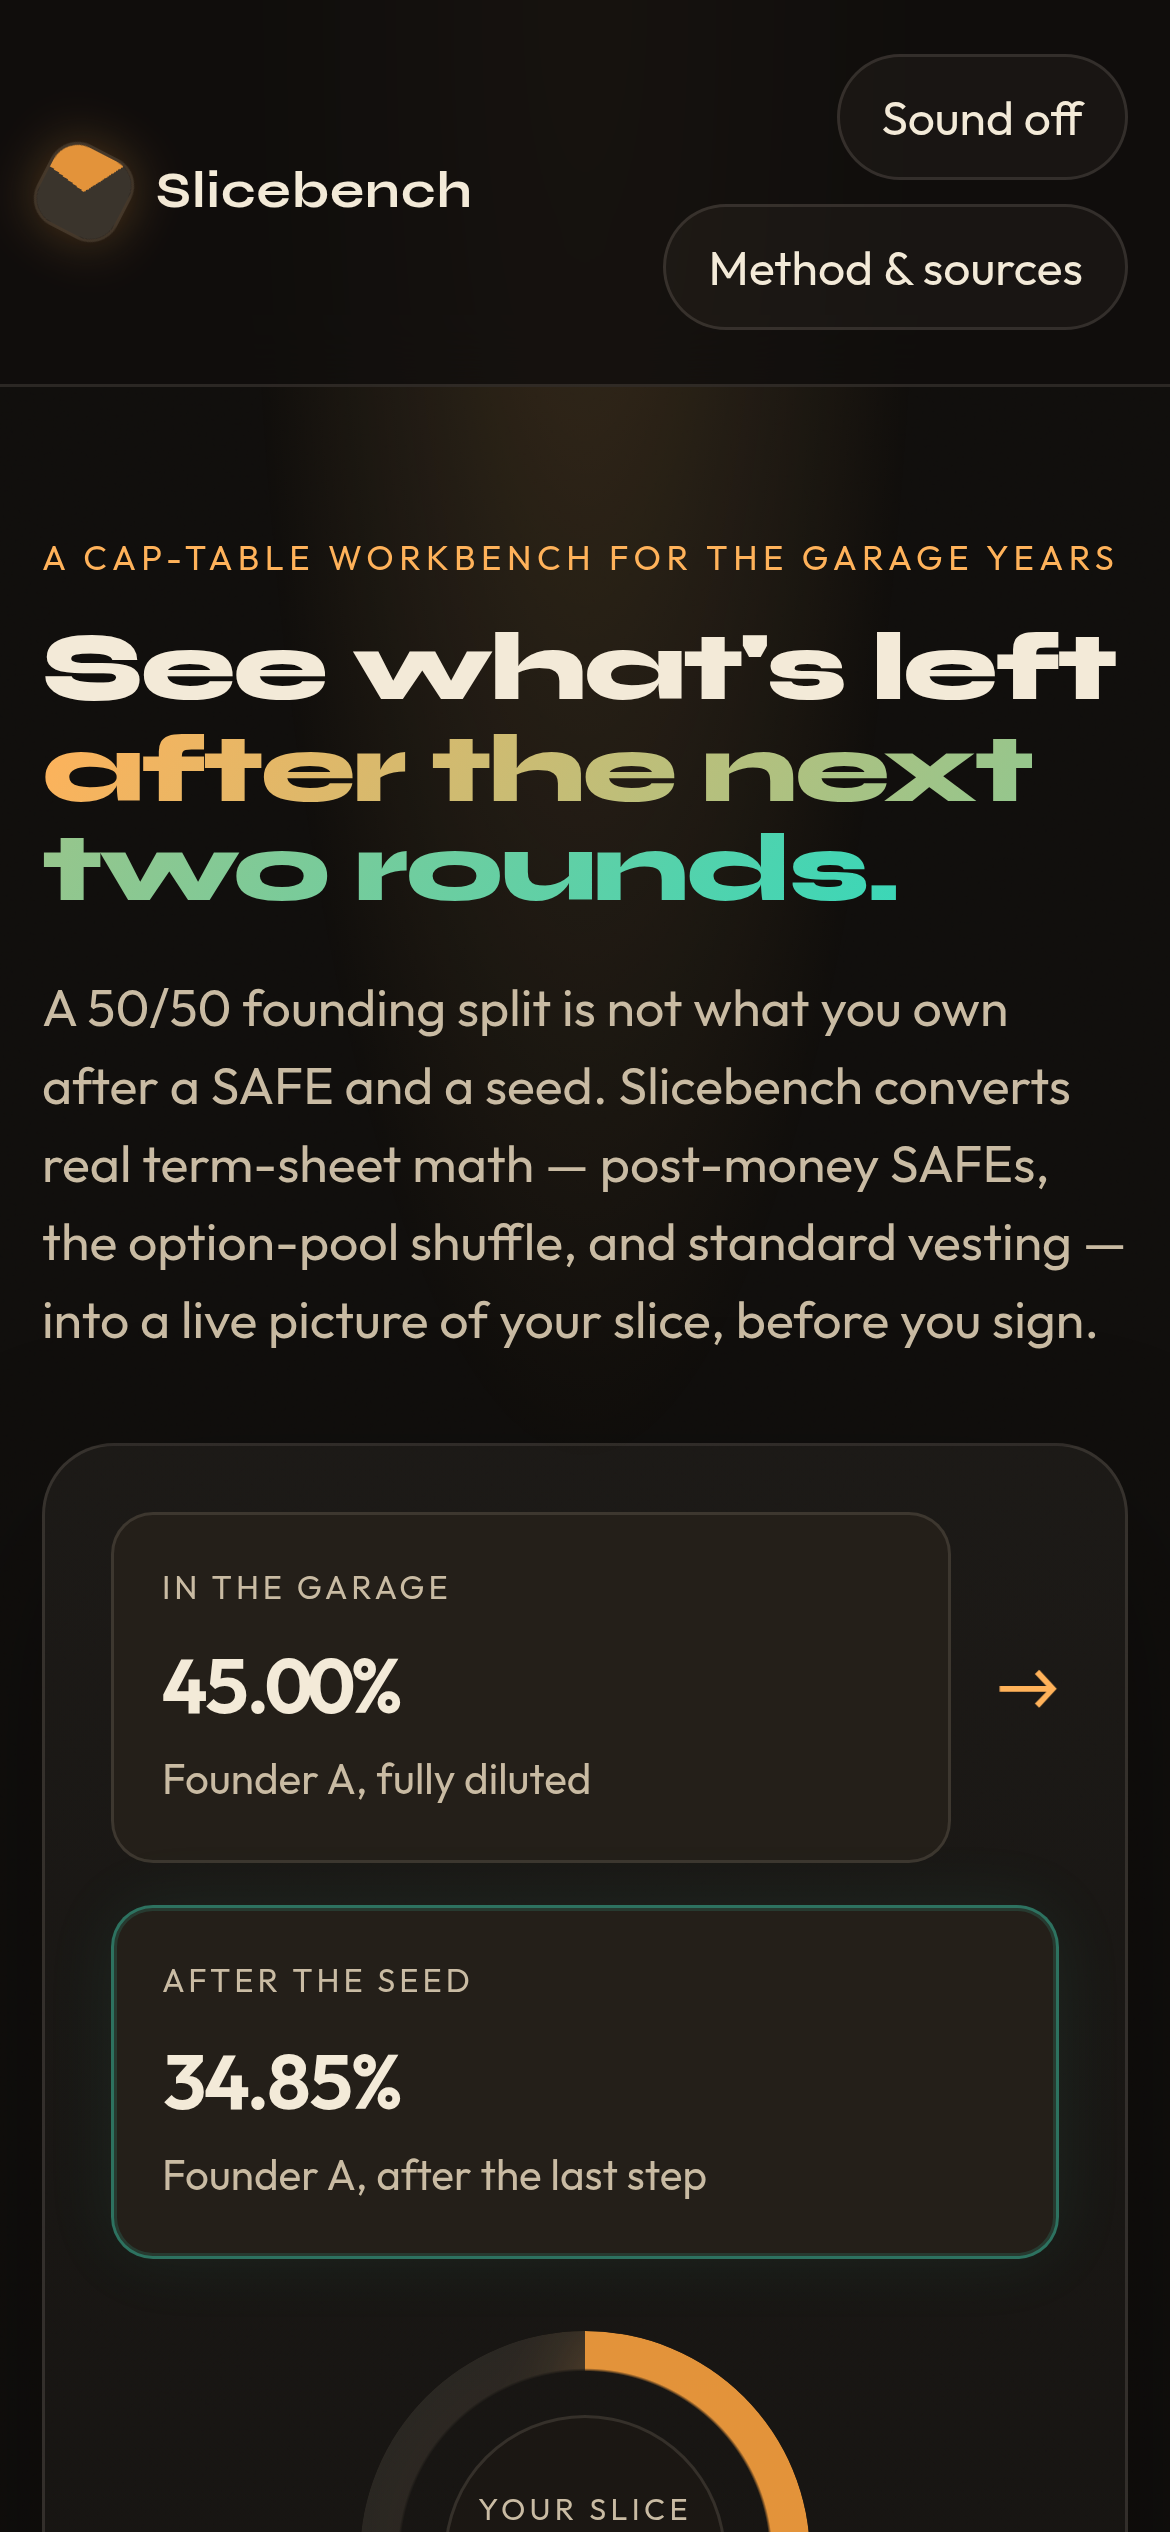 Sound off
Slicebench
Method & sources
A CAP-TABLE WORKBENCH FOR THE GARAGE YEARS
See what's left
after the next
two rounds.
A 50/50 founding split is not what you own
after a SAFE and a seed. Slicebench converts
real term-sheet math — post-money SAFEs,
the option-pool shuffle, and standard vesting —
into a live picture of your slice, before you sign.
IN THE GARAGE
45.00%
→
Founder A, fully diluted
AFTER THE SEED
34.85%
Founder A, after the last step
YOUR SLICE